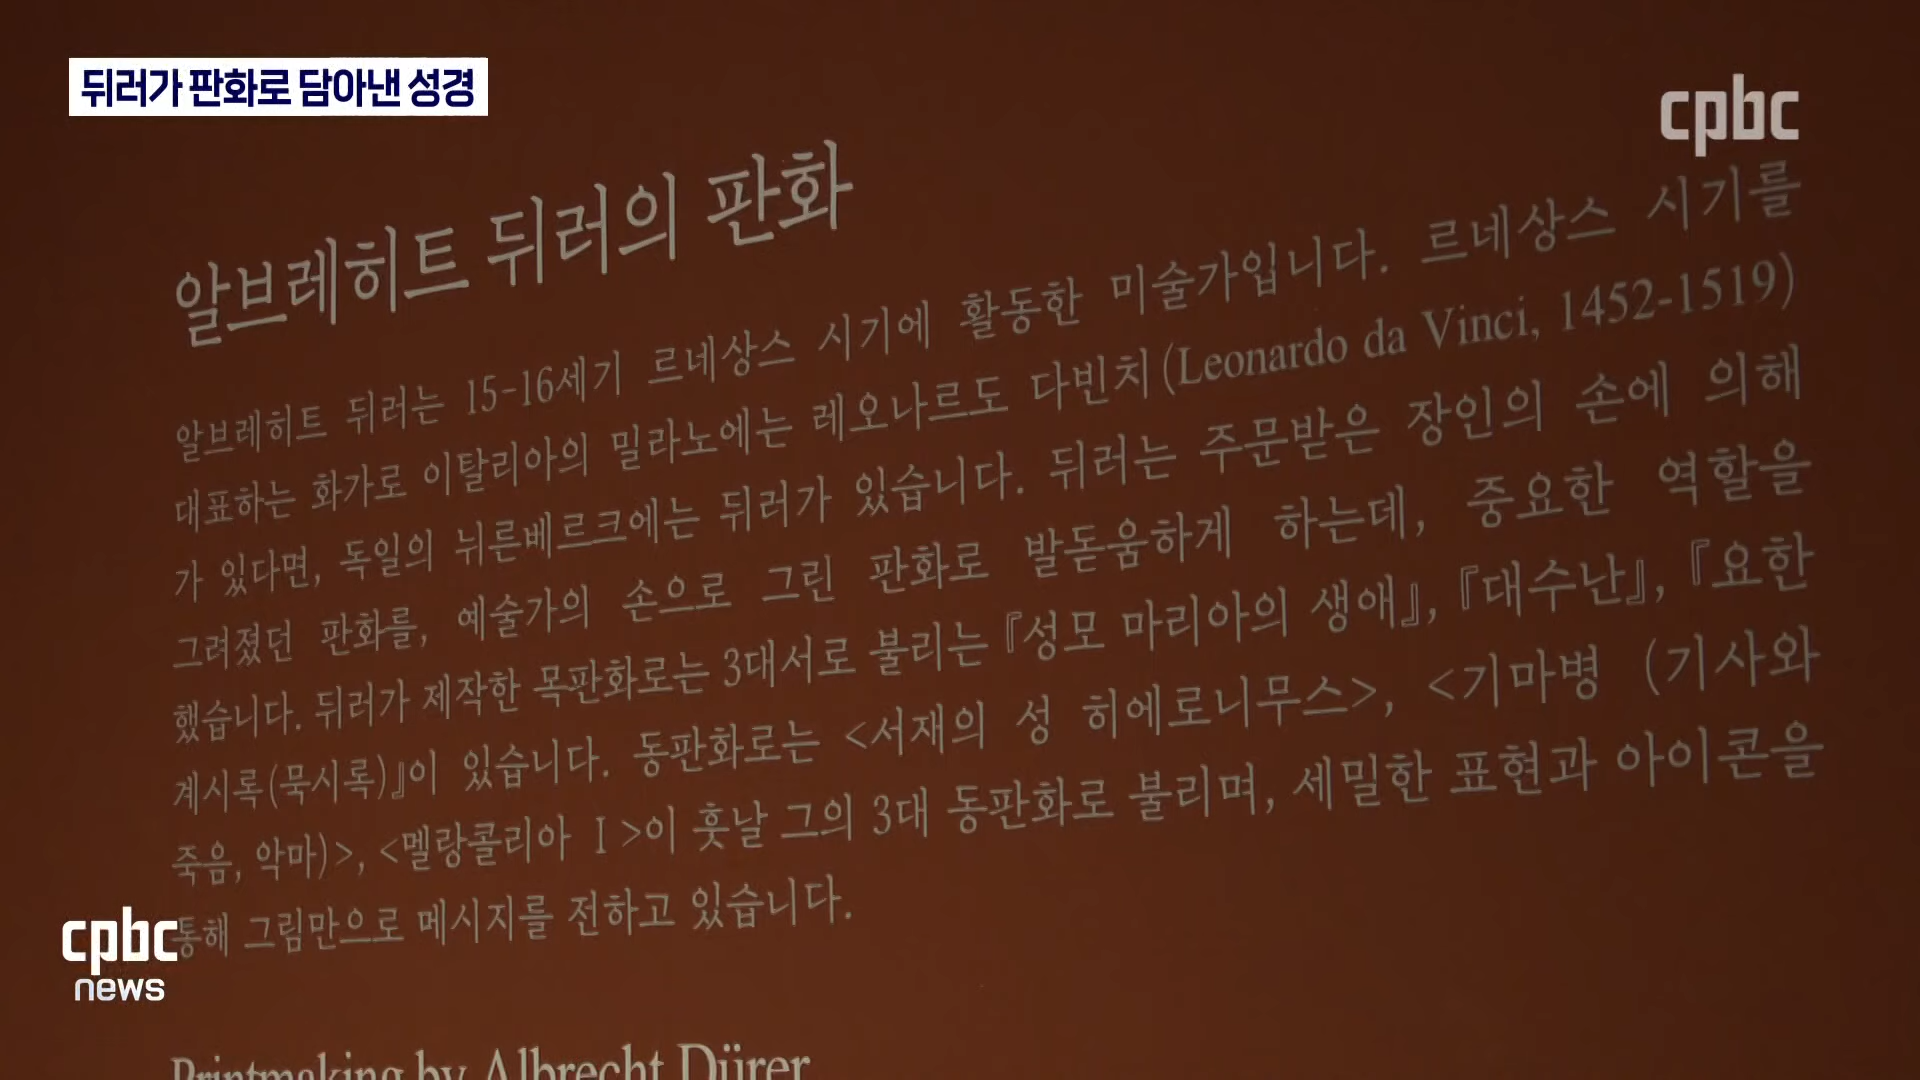 뒤러가 판화로 담아낸 성경
cpbc
알브레히트 뒤러의 판화
알브레히트 뒤러는 15-16세기 르네상스 시기에 활동한 미술가입니다. 르네상스 시기를
대표하는 화가로 이탈리아의 밀라노에는 레오나르도 다빈치(Leonardo da Vinci, 1452-1519)
가 있다면, 독일의 뉘른베르크에는 뒤러가 있습니다. 뒤러는 주문받은 장인의 손에 의해
그려졌던 판화를, 예술가의 손으로 그린 판화로 발돋움하게 하는데, 중요한 역할을
했습니다. 뒤러가 제작한 목판화로는 3대서로 불리는 『성모 마리아의 생애』, 『대수난』, 『요한
계시록(묵시록)』이 있습니다. 동판화로는 <서재의 성 히에로니무스>, <기마병 (기사와
죽음, 악마)>, <멜랑콜리아 I>이 훗날 그의 3대 동판화로 불리며, 세밀한 표현과 아이콘을
통해 그림만으로 메시지를 전하고 있습니다.
cpbc
news
Printmaking by Albrecht Dürer